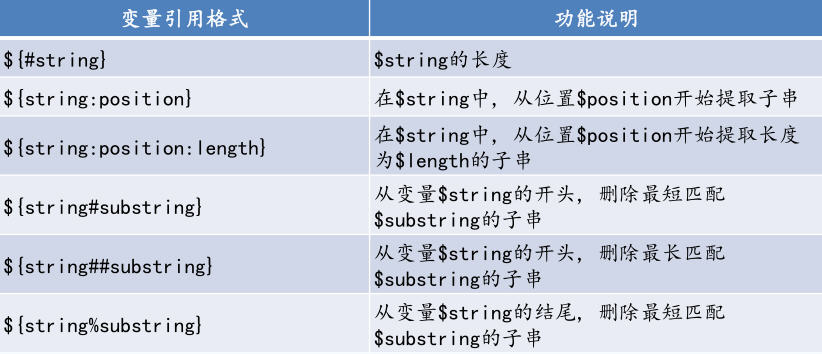 变量引用格式 功能说明
${#string} $string的长度
${string:position} 在$string中, 从位置$position开始提取子串
${string:position:length} 在$string中, 从位置$position开始提取长度
为$length的子串
${string#substring} 从变量$string的开头, 删除最短匹配
$substring的子串
${string##substring} 从变量$string的开头, 删除最长匹配
$substring的子串
${string%substring} 从变量$string的结尾, 删除最短匹配
$substring的子串